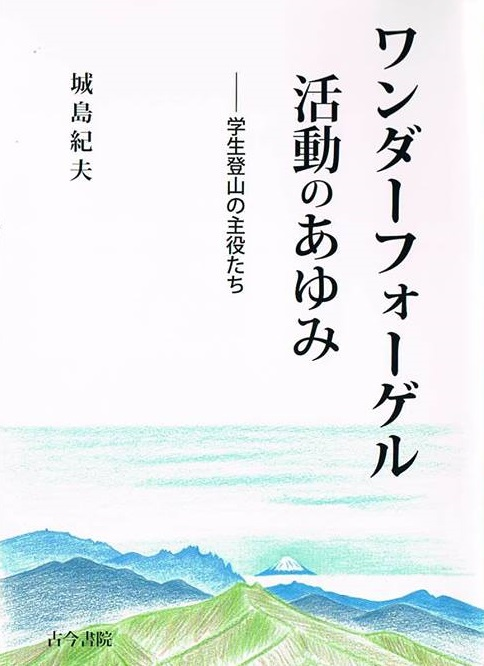 ワンダーフォーゲル
活動のあゆみ
――学生登山の主役たち
城島紀夫
古今書院